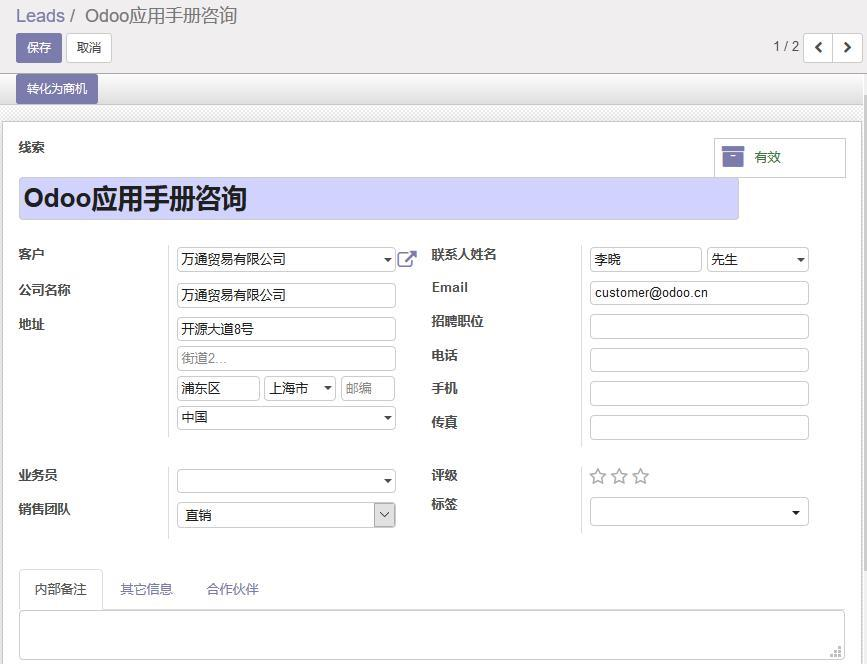 Leads / Odoo应用手册咨询
保存 取消 1 / 2
转化为商机
线索
有效
Odoo应用手册咨询
客户 万通贸易有限公司
公司名称 万通贸易有限公司
地址 开源大道8号
街道2...
浦东区 上海市 邮编
中国
联系人姓名 李晓 先生
Email customer@odoo.cn
招聘职位
电话
手机
传真
业务员
销售团队 直销
评级
标签
内部备注 其它信息 合作伙伴